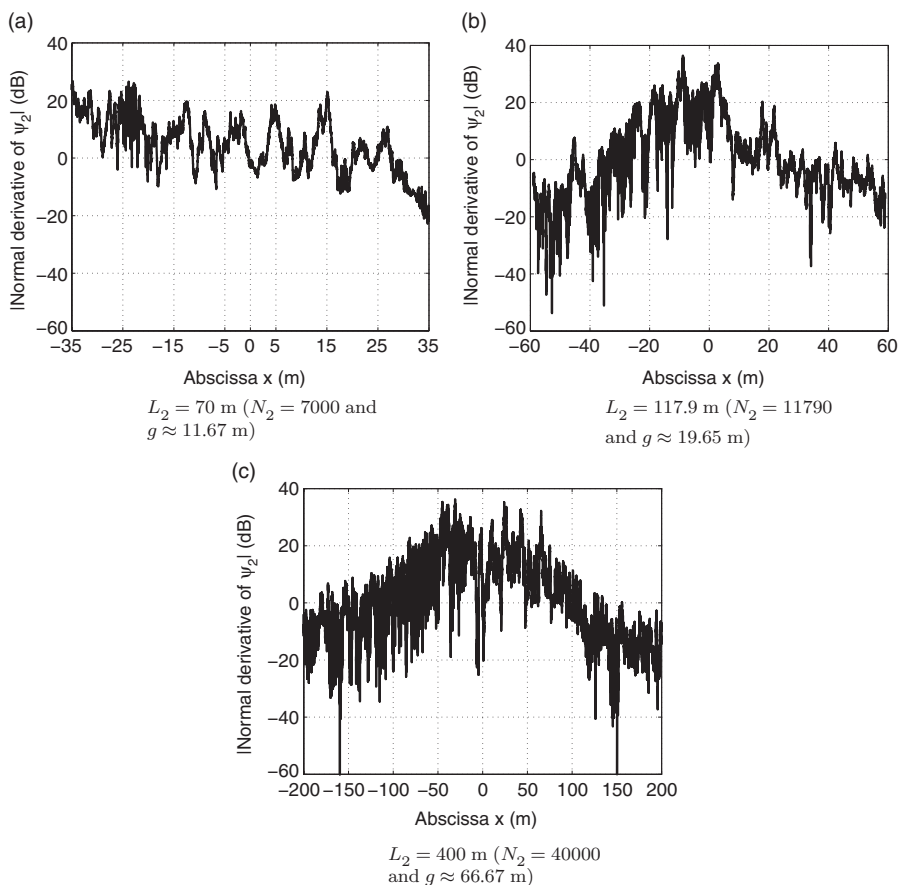 (a)
|Normal derivative of ψ₂| (dB)
40
20
0
−20
−40
−60
−35 −25 −15 −5 0 5 15 25 35
Abscissa x (m)
L₂ = 70 m (N₂ = 7000 and
g ≈ 11.67 m)
(b)
|Normal derivative of ψ₂| (dB)
40
20
0
−20
−40
−60
−60 −40 −20 0 20 40 60
Abscissa x (m)
L₂ = 117.9 m (N₂ = 11790
and g ≈ 19.65 m)
(c)
|Normal derivative of ψ₂| (dB)
40
20
0
−20
−40
−60
−200 −150 −100 −50 0 50 100 150 200
Abscissa x (m)
L₂ = 400 m (N₂ = 40000
and g ≈ 66.67 m)